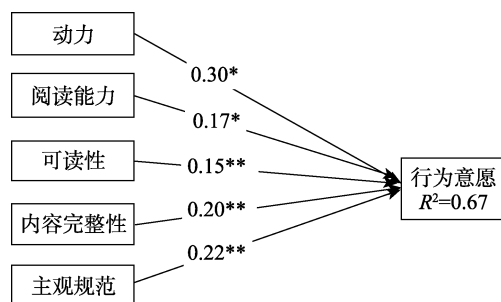 动力
0.30*
阅读能力
0.17*
可读性
0.15**
行为意愿
R²=0.67
内容完整性
0.20**
主观规范
0.22**